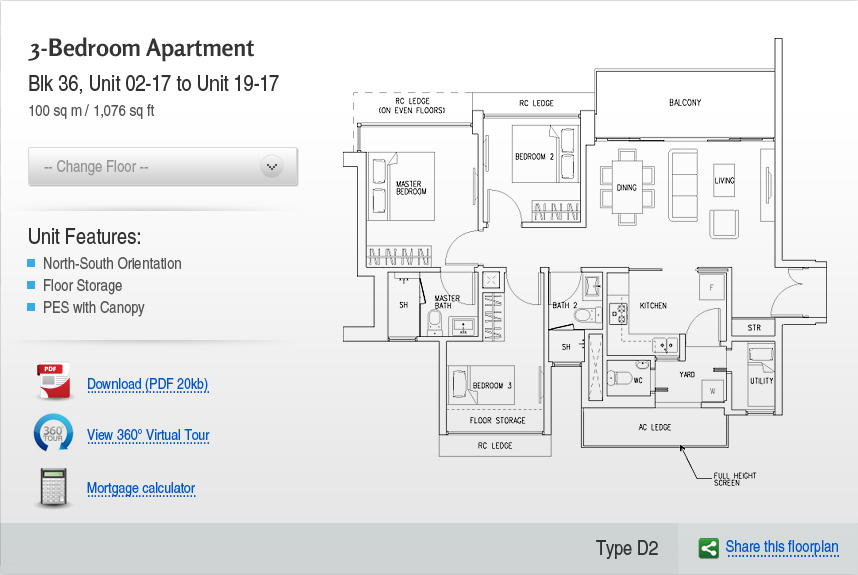 3-Bedroom Apartment
Blk 36, Unit 02-17 to Unit 19-17
100 sq m / 1,076 sq ft
-- Change Floor --
Unit Features:
North-South Orientation
Floor Storage
PES with Canopy
PDF
Download (PDF 20kb)
360°
TOUR
View 360° Virtual Tour
Mortgage calculator
RC LEDGE
(ON EVEN FLOORS)
RC LEDGE
BALCONY
MASTER
BEDROOM
BEDROOM 2
DINING
LIVING
SH
MASTER
BATH
BATH 2
KITCHEN
F
STR
SH
BEDROOM 3
WC
YARD
W
UTILITY
FLOOR STORAGE
AC LEDGE
RC LEDGE
FULL HEIGHT
SCREEN
Type D2
Share this floorplan